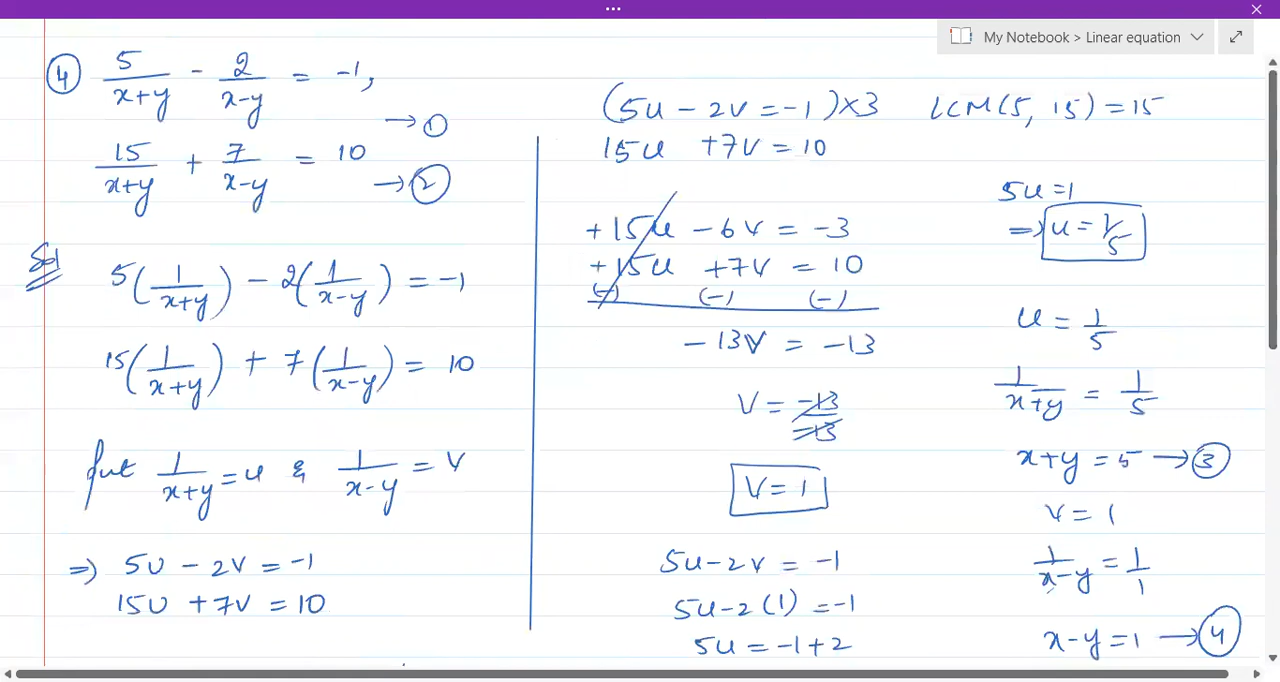 ...
My Notebook > Linear equation
④ 5/(x+y) - 2/(x-y) = -1,
→①
15/(x+y) + 7/(x-y) = 10
→②
Sol
5(1/(x+y)) - 2(1/(x-y)) = -1
15(1/(x+y)) + 7(1/(x-y)) = 10
put 1/(x+y) = u & 1/(x-y) = v
⇒) 5u - 2v = -1
15u + 7v = 10
(5u - 2v = -1) × 3
15u + 7v = 10
+15u - 6v = -3
+15u + 7v = 10
(-) (-) (-)
-13v = -13
v = -13/-13
v = 1
5u - 2v = -1
5u - 2(1) = -1
5u = -1 + 2
LCM(5, 15) = 15
5u = 1
⇒ u = 1/5
u = 1/5
1/(x+y) = 1/5
x+y = 5 → ③
v = 1
1/(x-y) = 1/1
x-y = 1 → ④